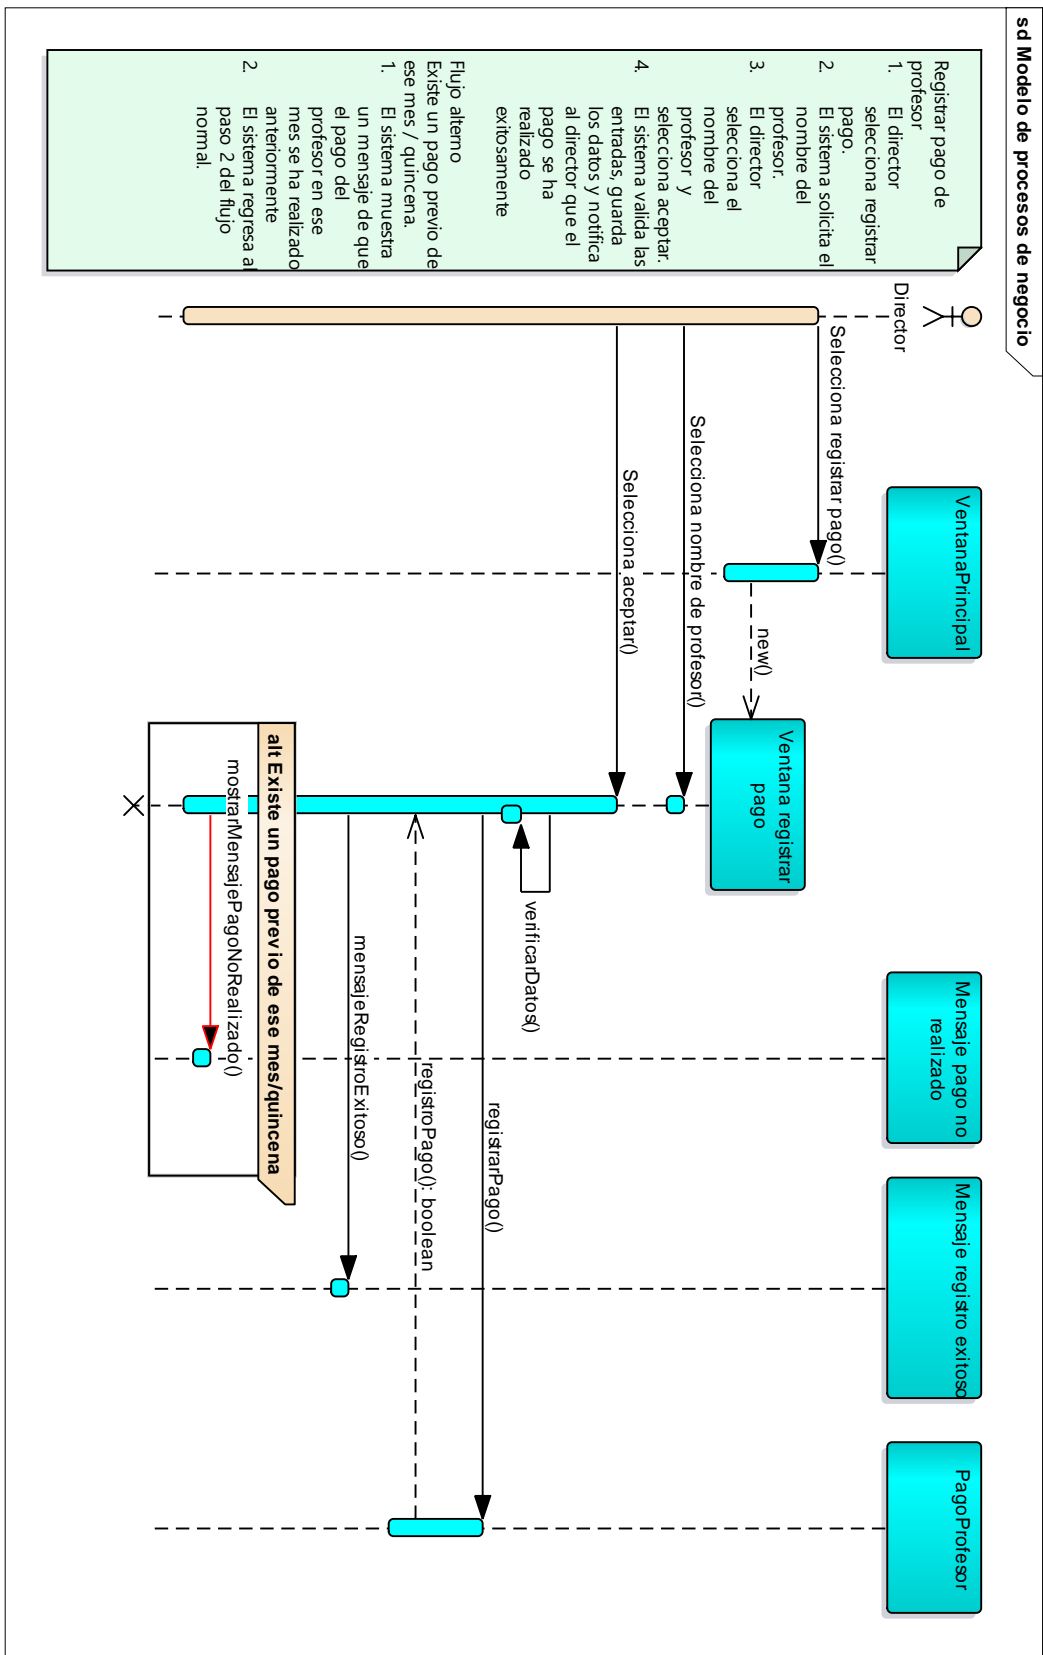 sd Modelo de procesos de negocio
Registrar pago de
profesor
1. El director
selecciona registrar
pago.
2. El sistema solicita el
nombre del
profesor.
3. El director
selecciona el
nombre del
profesor y
selecciona aceptar.
4. El sistema valida las
entradas, guarda
los datos y notifica
al director que el
pago se ha
realizado
exitosamente
Flujo alterno
Existe un pago previo de
ese mes / quincena.
1. El sistema muestra
un mensaje de que
el pago del
profesor en ese
mes se ha realizado
anteriormente
2. El sistema regresa al
paso 2 del flujo
normal.
Director
VentanaPrincipal
Ventana registrar
pago
Mensaje pago no
realizado
Mensaje registro exitoso
PagoProfesor
Selecciona registrar pago()
new()
Selecciona nombre de profesor()
Selecciona aceptar()
verificarDatos()
registrarPago()
registroPago(): boolean
mensajeRegistroExitoso()
alt Existe un pago previo de ese mes/quincena
mostrarMensajePagoNoRealizado()